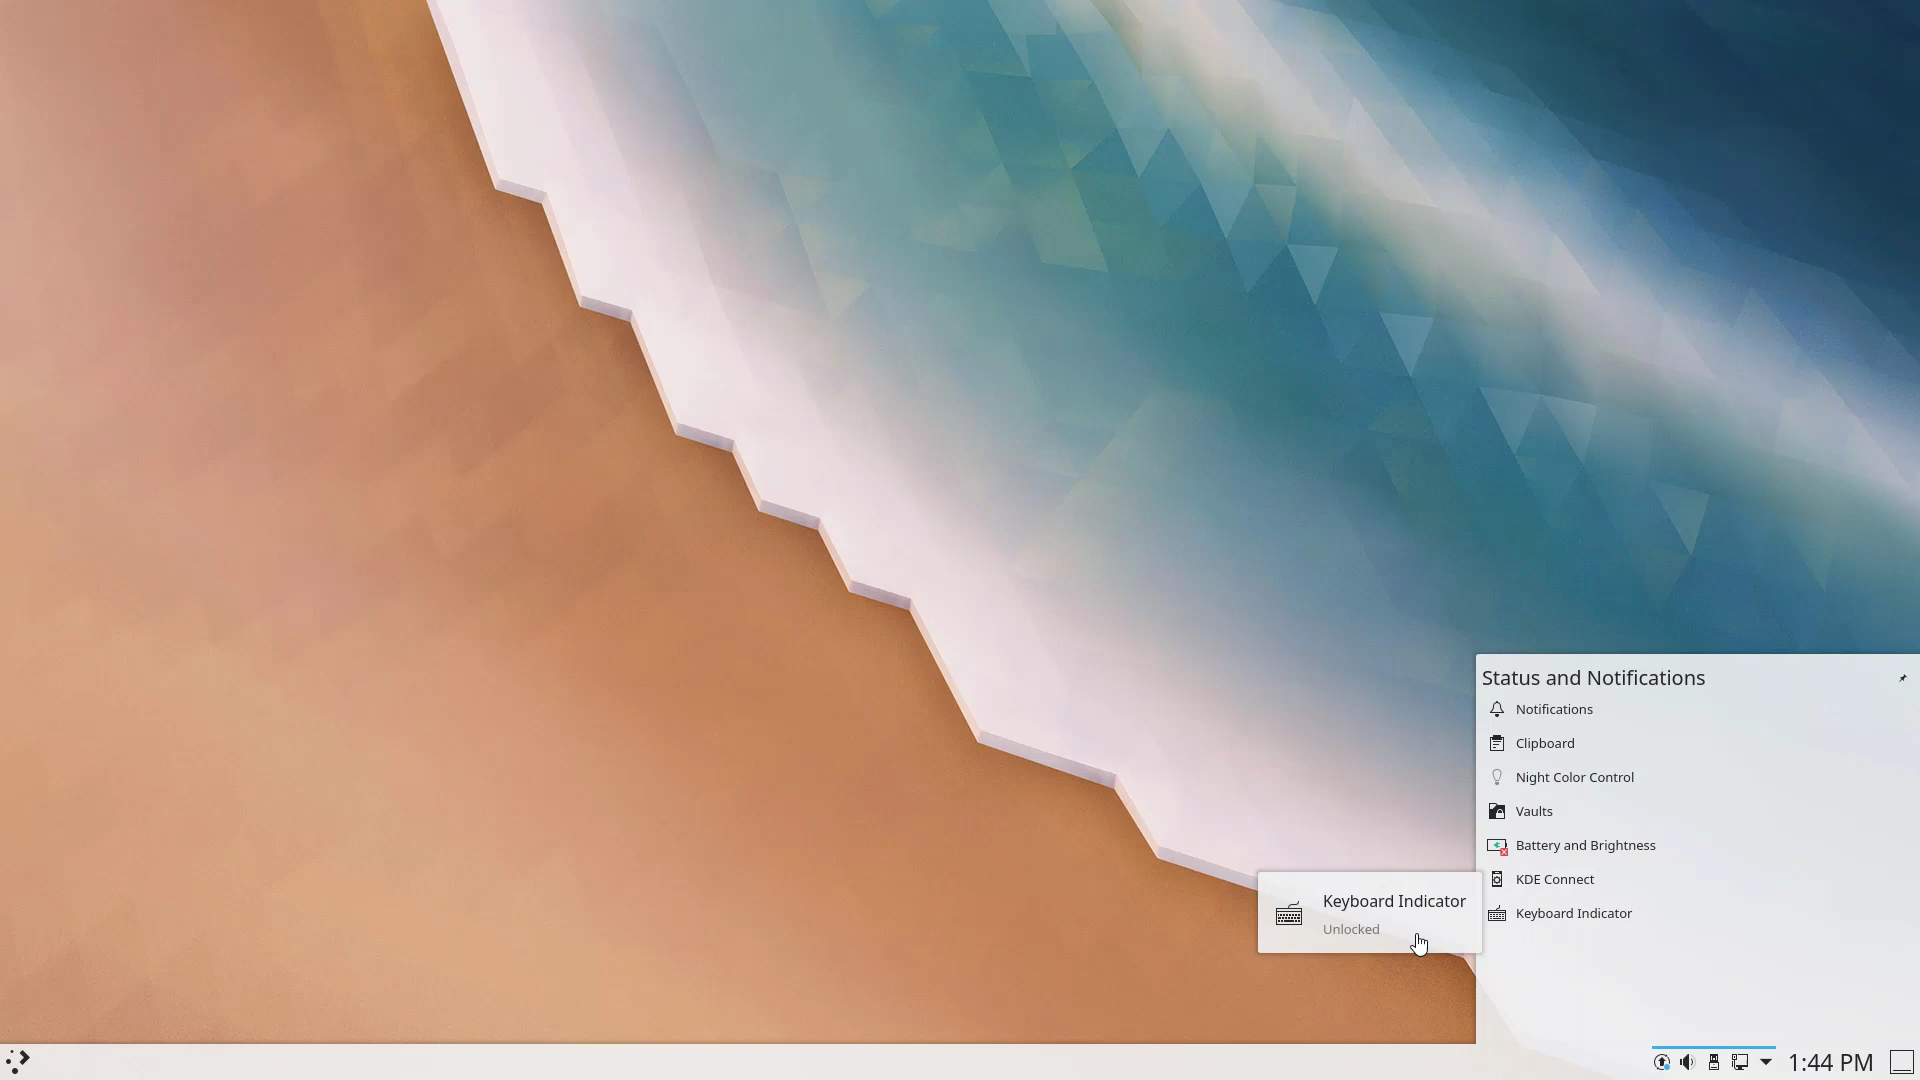 Status and Notifications
Notifications
Clipboard
Night Color Control
Vaults
Battery and Brightness
KDE Connect
Keyboard Indicator
Keyboard Indicator
Unlocked
1:44 PM